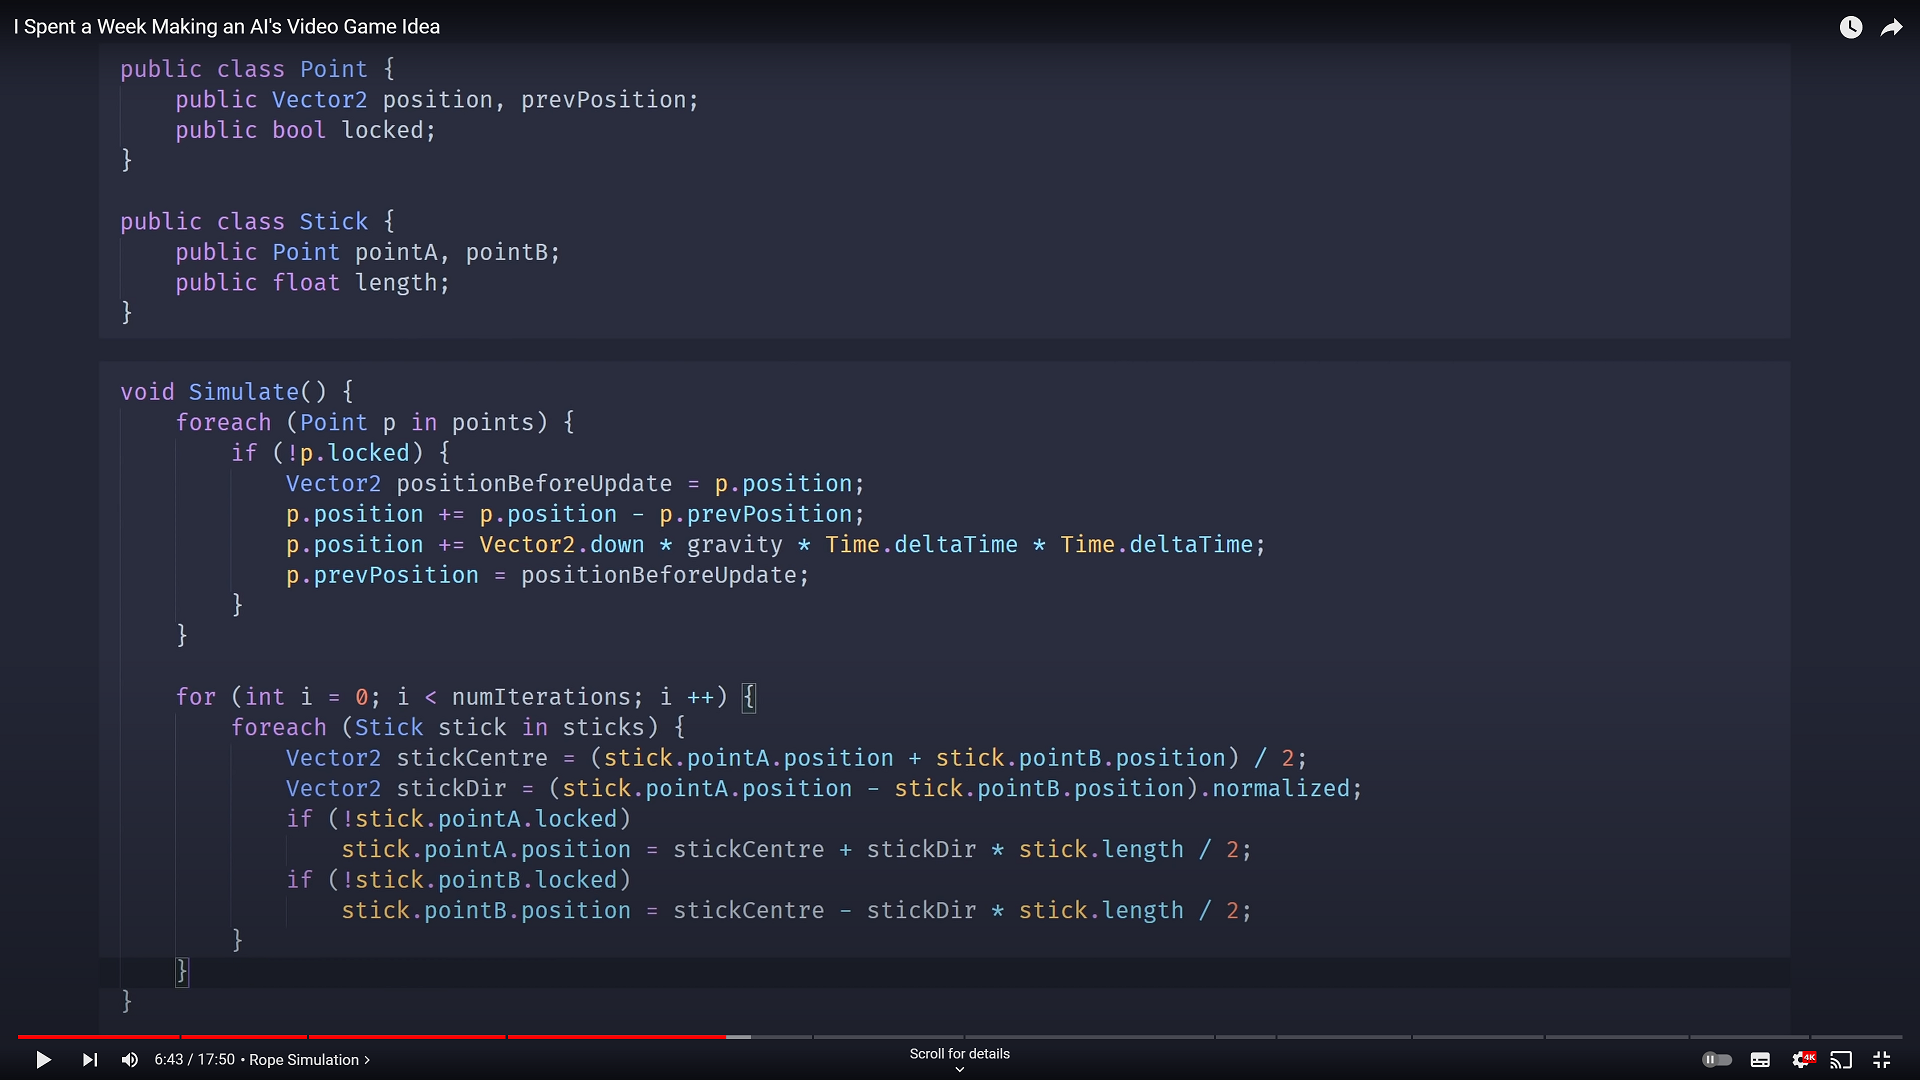 I Spent a Week Making an AI's Video Game Idea
public class Point {
public Vector2 position, prevPosition;
public bool locked;
}
public class Stick {
public Point pointA, pointB;
public float length;
}
void Simulate() {
foreach (Point p in points) {
if (!p.locked) {
Vector2 positionBeforeUpdate = p.position;
p.position += p.position - p.prevPosition;
p.position += Vector2.down * gravity * Time.deltaTime * Time.deltaTime;
p.prevPosition = positionBeforeUpdate;
}
}
for (int i = 0; i < numIterations; i ++) {
foreach (Stick stick in sticks) {
Vector2 stickCentre = (stick.pointA.position + stick.pointB.position) / 2;
Vector2 stickDir = (stick.pointA.position - stick.pointB.position).normalized;
if (!stick.pointA.locked)
stick.pointA.position = stickCentre + stickDir * stick.length / 2;
if (!stick.pointB.locked)
stick.pointB.position = stickCentre - stickDir * stick.length / 2;
}
}
}
6:43 / 17:50 • Rope Simulation >
Scroll for details
4K